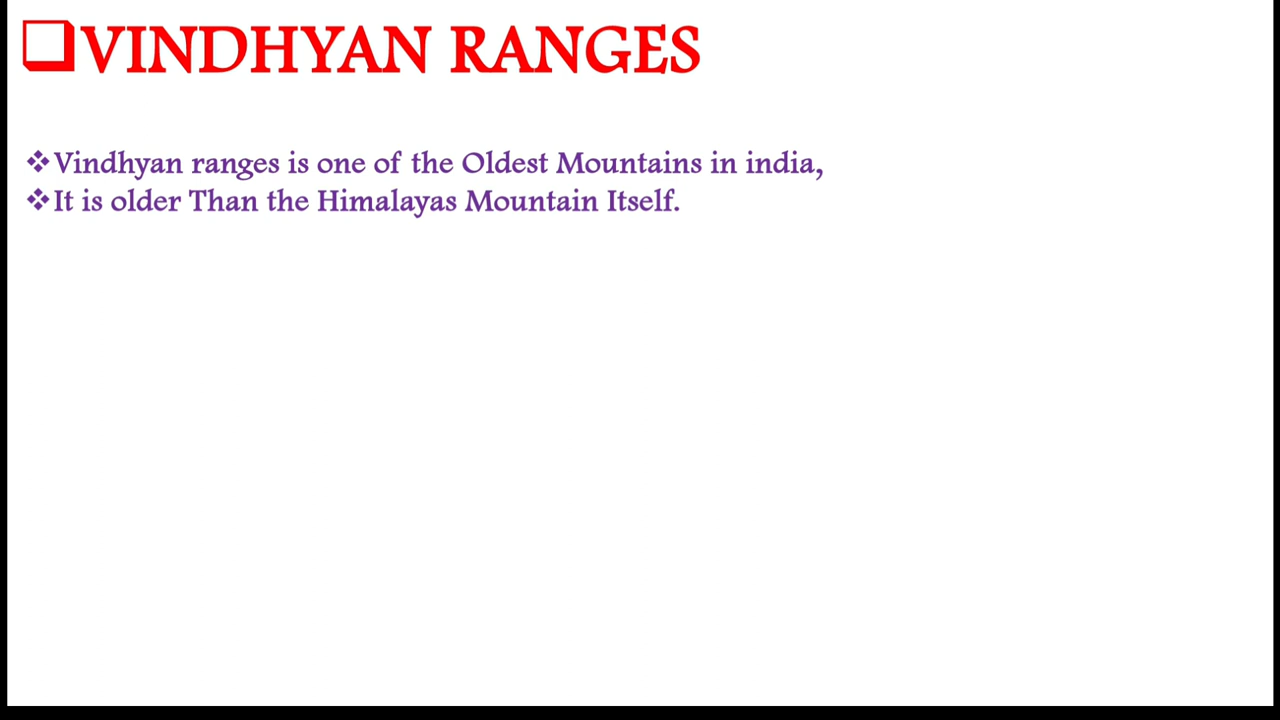 ❑VINDHYAN RANGES
❖Vindhyan ranges is one of the Oldest Mountains in india,
❖It is older Than the Himalayas Mountain Itself.